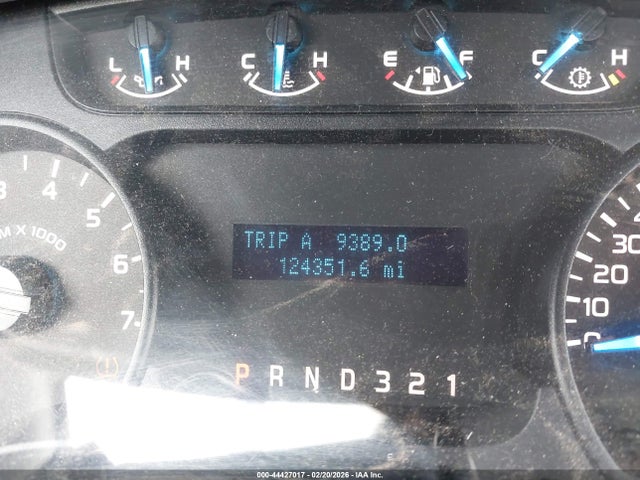 L H C H E F C H
3 4 5 6 7
M X 1000
TRIP A 9389.0
124351.6 mi
30
20
10
0
P R N D 3 2 1
000-44427017 - 02/20/2026 - IAA Inc.